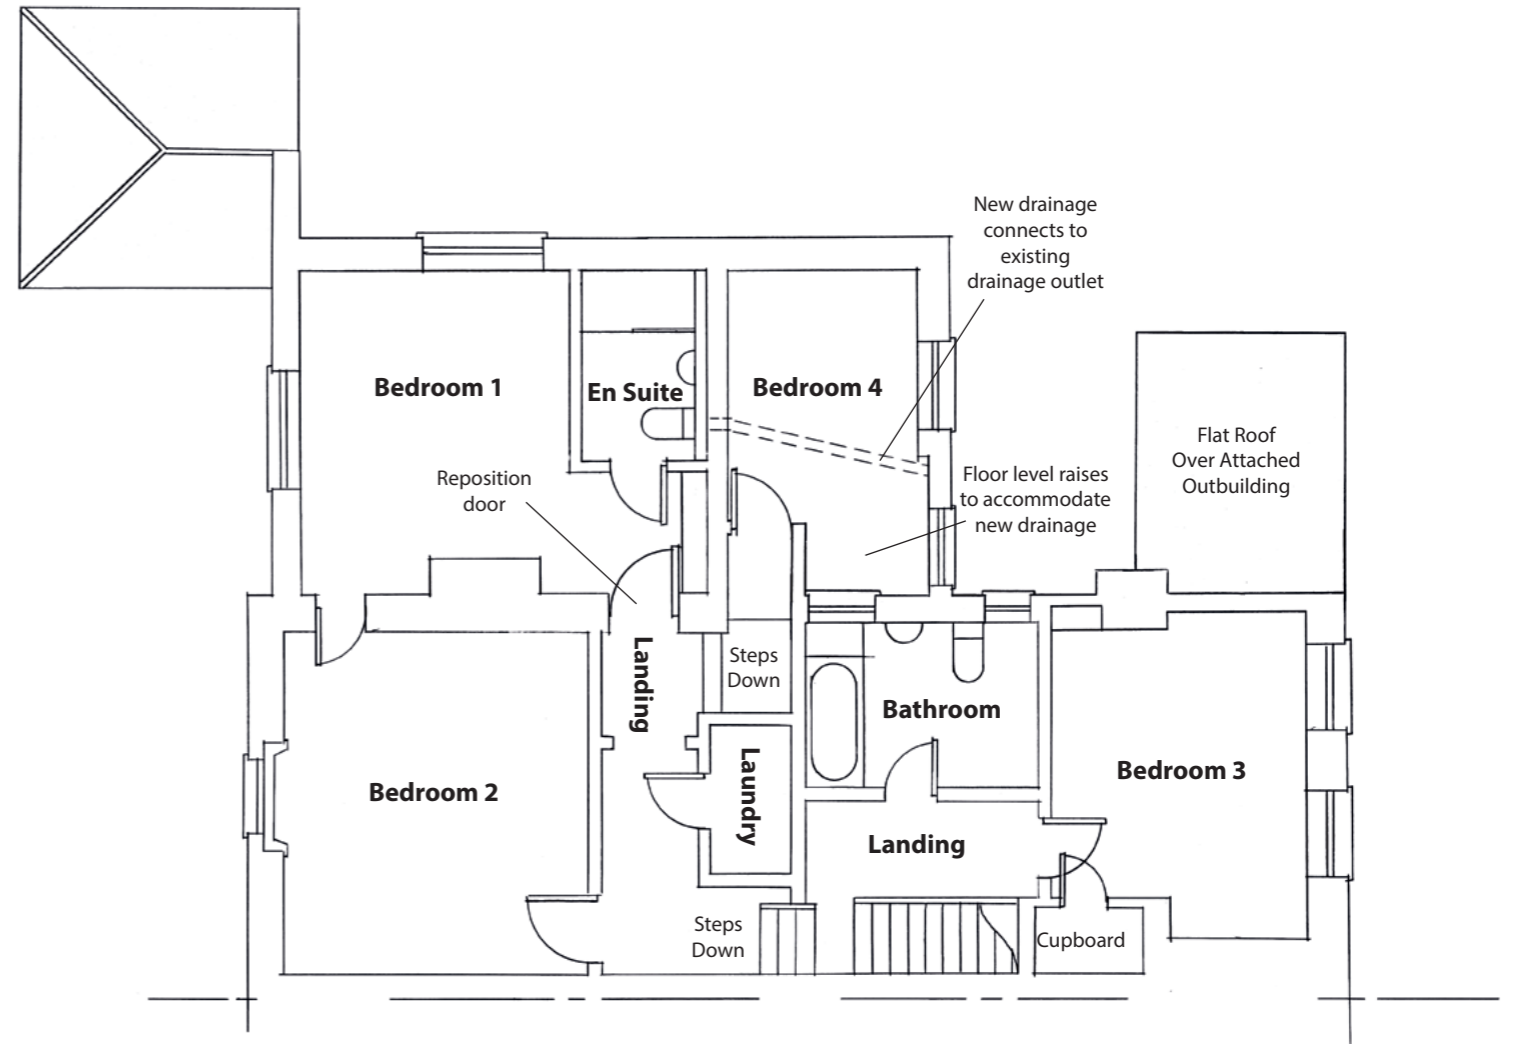 New drainage
connects to
existing
drainage outlet
Bedroom 1
En Suite
Bedroom 4
Flat Roof
Over Attached
Outbuilding
Reposition
door
Floor level raises
to accommodate
new drainage
Landing
Steps
Down
Bathroom
Laundry
Bedroom 2
Bedroom 3
Landing
Steps
Down
Cupboard